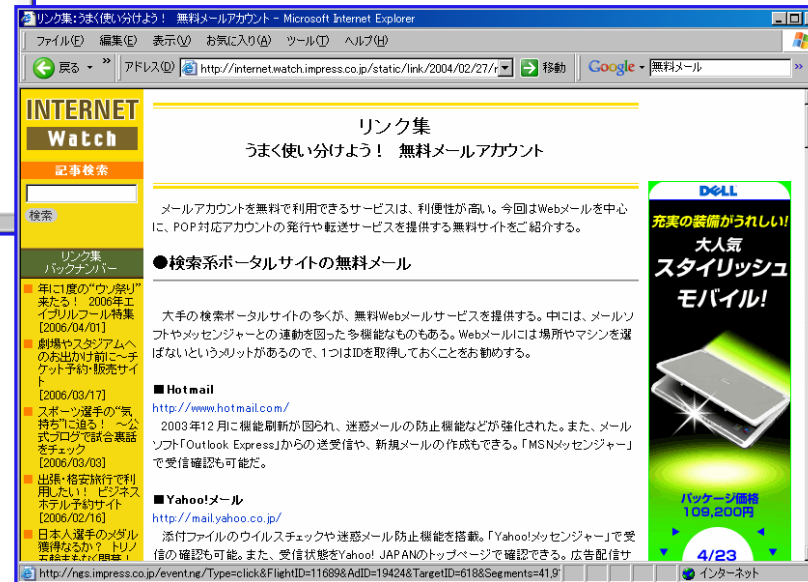 リンク集：うまく使い分けよう！ 無料メールアカウント - Microsoft Internet Explorer
ファイル(F) 編集(E) 表示(V) お気に入り(A) ツール(T) ヘルプ(H)
戻る » アドレス(D) http://internet.watch.impress.co.jp/static/link/2004/02/27/r 移動 Google 無料メール »
INTERNET
Watch
記事検索
検索
リンク集
バックナンバー
■年に1度の“ウソ祭り”
来たる！ 2006年エ
イプリルフール特集
[2006/04/01]
■劇場やスタジアムへ
のお出かけ前に～チ
ケット予約・販売サイ
ト
[2006/03/17]
■スポーツ選手の“気
持ち”に迫る！ ～公
式ブログで試合裏話
をチェック
[2006/03/03]
■出張・格安旅行で利
用したい！ ビジネス
ホテル予約サイト
[2006/02/16]
■日本人選手のメダル
獲得なるか？ トリノ
五輪まもなく開幕！
リンク集
うまく使い分けよう！ 無料メールアカウント
メールアカウントを無料で利用できるサービスは、利便性が高い。今回はWebメールを中心
に、POP対応アカウントの発行や転送サービスを提供する無料サイトをご紹介する。
●検索系ポータルサイトの無料メール
大手の検索ポータルサイトの多くが、無料Webメールサービスを提供する。中には、メールソ
フトやメッセンジャーとの連動を図った多機能なものもある。Webメールには場所やマシンを選
ばないというメリットがあるので、1つはIDを取得しておくことをお勧めする。
■Hotmail
http://www.hotmail.com/
2003年12月に機能刷新が図られ、迷惑メールの防止機能などが強化された。また、メール
ソフト「Outlook Express」からの送受信や、新規メールの作成もできる。「MSNメッセンジャー」
で受信確認も可能だ。
■Yahoo!メール
http://mail.yahoo.co.jp/
添付ファイルのウイルスチェックや迷惑メール防止機能を搭載。「Yahoo!メッセンジャー」で受
信の確認も可能。また、受信状態をYahoo! JAPANのトップページで確認できる。広告配信サ
DELL
充実の装備がうれしい!
大人気
スタイリッシュ
モバイル!
パッケージ価格
109,200円
4/23
http://ngs.impress.co.jp/event.ng/Type=click&FlightID=11689&AdID=19424&TargetID=618&Segments=41,9 インターネット